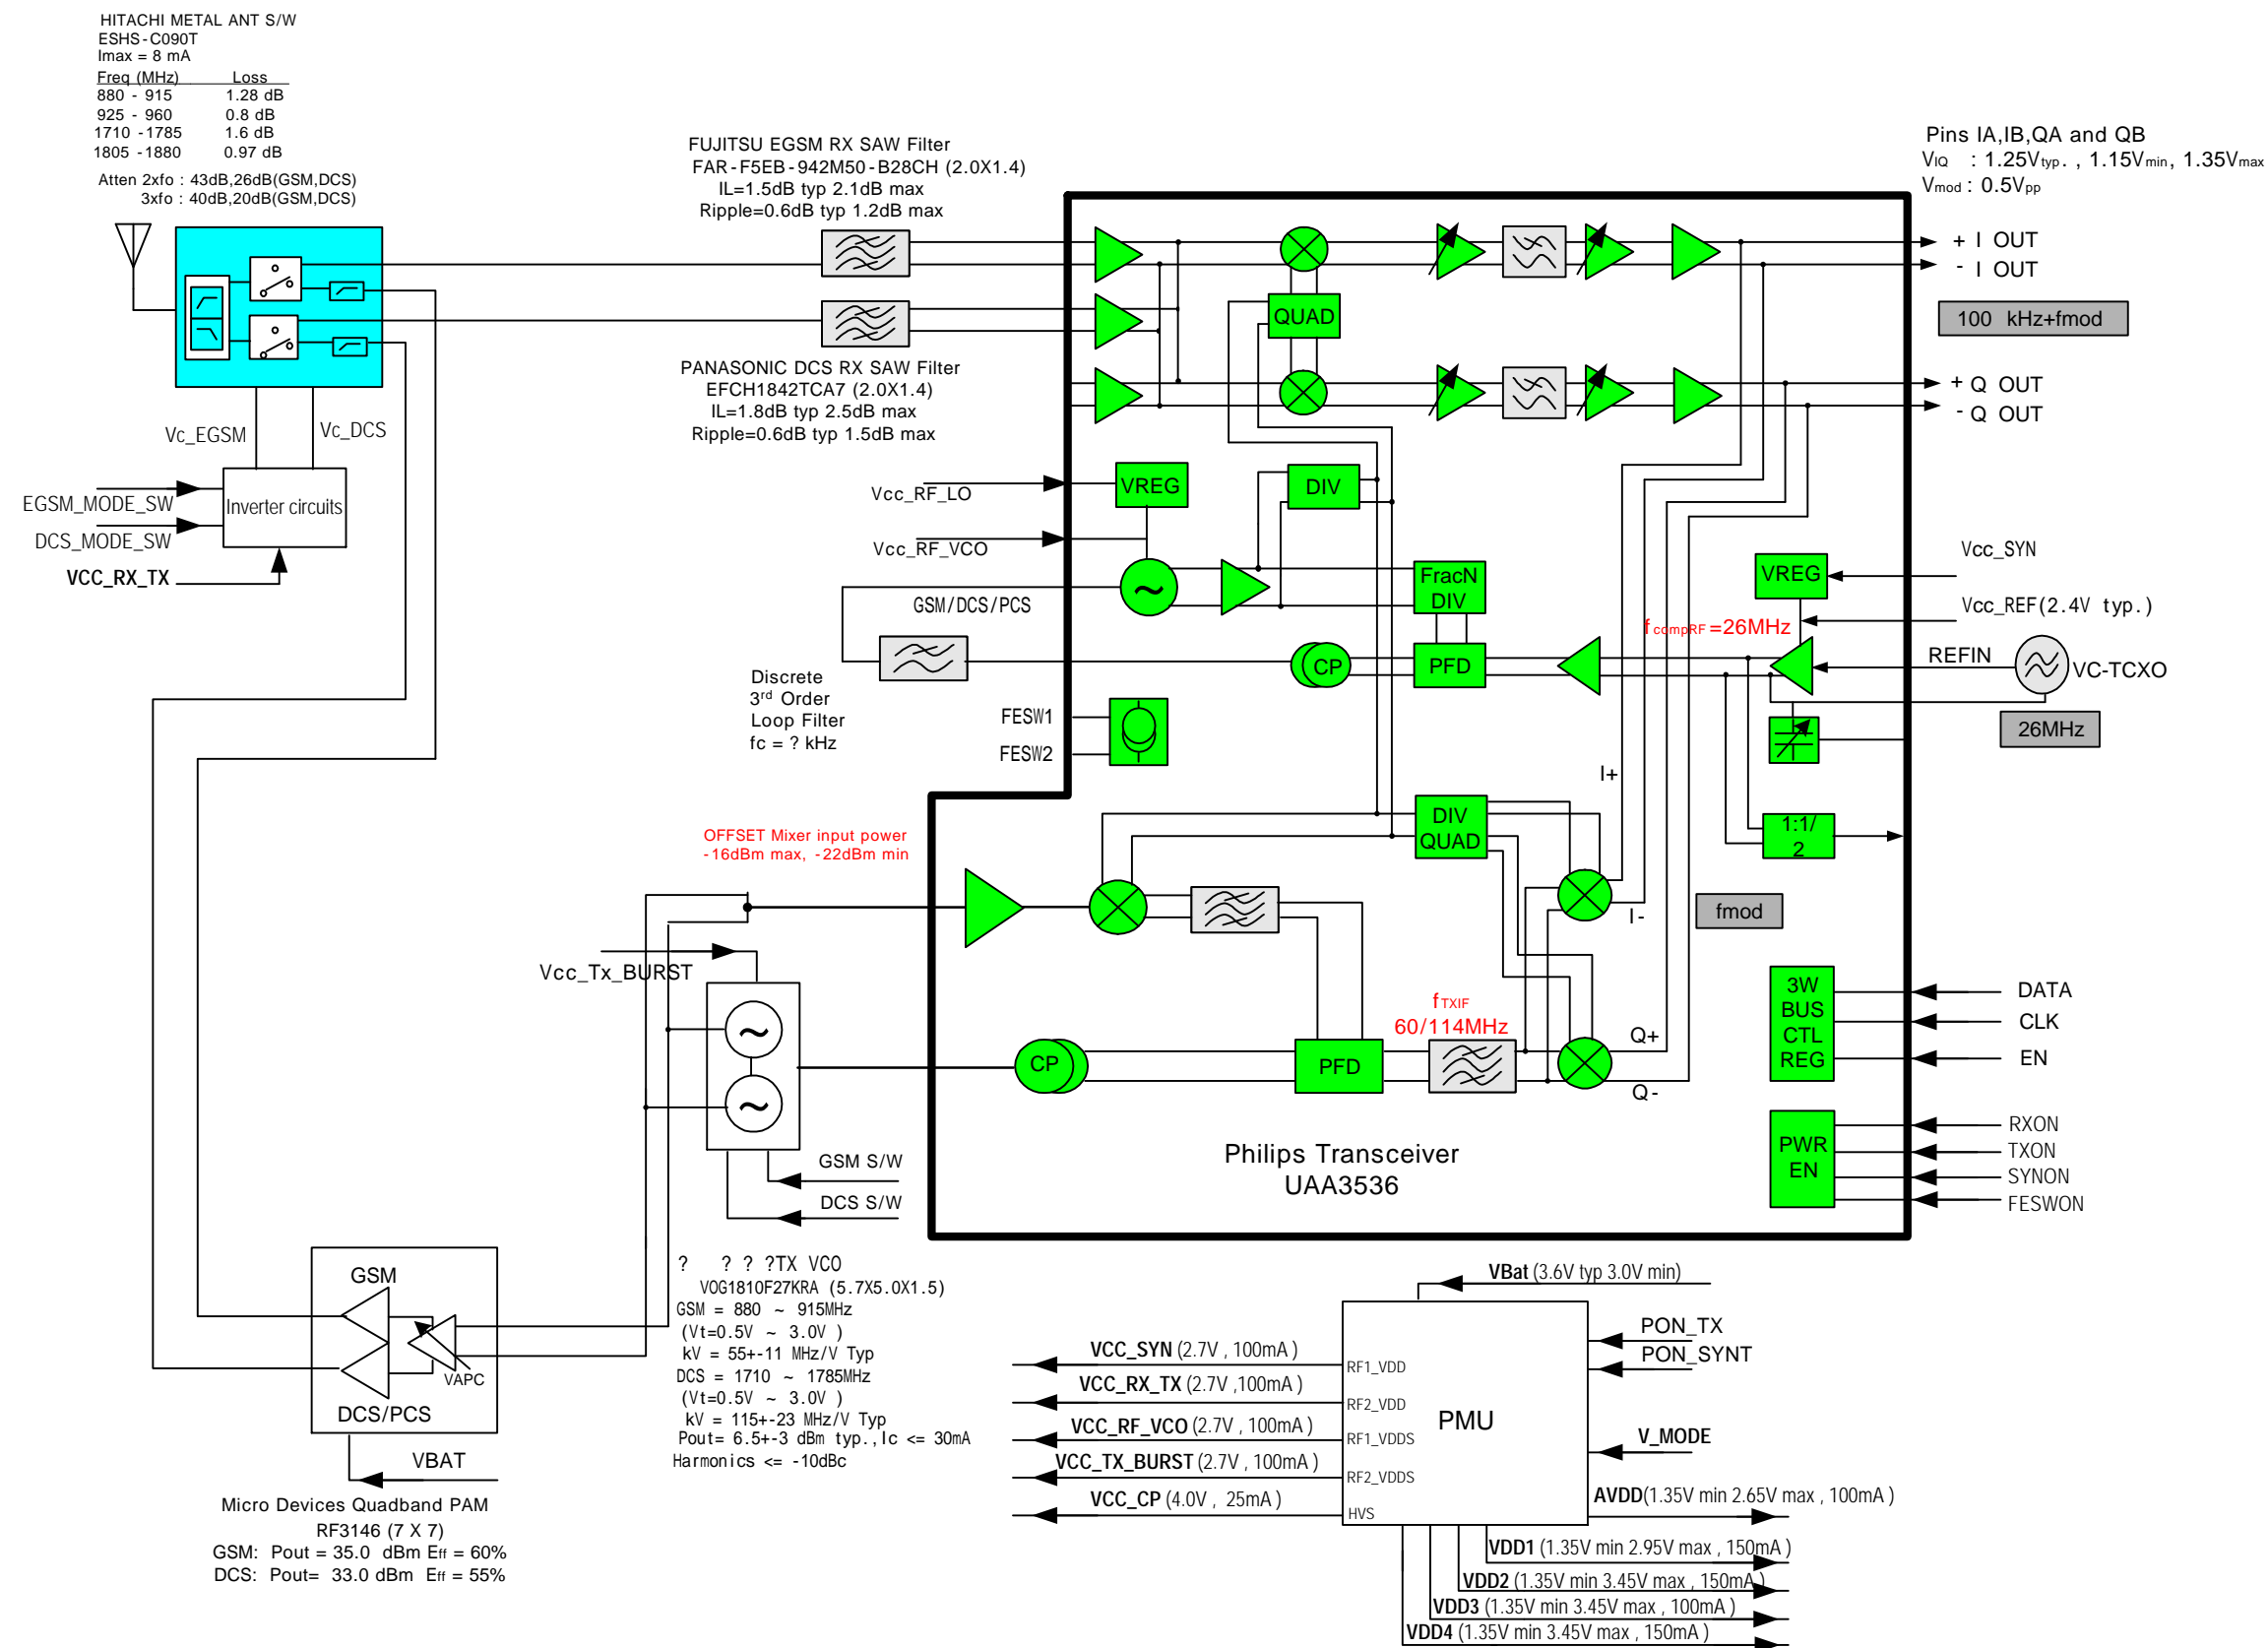 HITACHI METAL ANT S/W
ESHS-C090T
Imax = 8 mA
Freq (MHz) Loss
880 - 915 1.28 dB
925 - 960 0.8 dB
1710 -1785 1.6 dB
1805 -1880 0.97 dB
Atten 2xfo : 43dB,26dB(GSM,DCS)
3xfo : 40dB,20dB(GSM,DCS)
FUJITSU EGSM RX SAW Filter
FAR-F5EB-942M50-B28CH (2.0X1.4)
IL=1.5dB typ 2.1dB max
Ripple=0.6dB typ 1.2dB max
Pins IA,IB,QA and QB
VIQ : 1.25Vtyp. , 1.15Vmin, 1.35Vmax
Vmod : 0.5Vpp
+ I OUT
- I OUT
100 kHz+fmod
QUAD
PANASONIC DCS RX SAW Filter
EFCH1842TCA7 (2.0X1.4)
IL=1.8dB typ 2.5dB max
Ripple=0.6dB typ 1.5dB max
+ Q OUT
- Q OUT
Vc_EGSM
Vc_DCS
EGSM_MODE_SW
DCS_MODE_SW
Inverter circuits
VCC_RX_TX
Vcc_RF_LO
VREG
DIV
Vcc_RF_VCO
GSM/DCS/PCS
FracN
DIV
VREG
Vcc_SYN
Vcc_REF(2.4V typ.)
fcompRF=26MHz
REFIN
VC-TCXO
26MHz
CP
PFD
Discrete
3rd Order
Loop Filter
fc = ? kHz
FESW1
FESW2
I+
DIV
QUAD
1:1/
2
OFFSET Mixer input power
-16dBm max, -22dBm min
I-
fmod
Vcc_Tx_BURST
fTXIF
60/114MHz
CP
PFD
Q+
Q-
3W
BUS
CTL
REG
DATA
CLK
EN
PWR
EN
RXON
TXON
SYNON
FESWON
Philips Transceiver
UAA3536
GSM S/W
DCS S/W
? ? ? ?TX VCO
VOG1810F27KRA (5.7X5.0X1.5)
GSM = 880 ~ 915MHz
(Vt=0.5V ~ 3.0V )
kV = 55+-11 MHz/V Typ
DCS = 1710 ~ 1785MHz
(Vt=0.5V ~ 3.0V )
kV = 115+-23 MHz/V Typ
Pout= 6.5+-3 dBm typ.,Ic <= 30mA
Harmonics <= -10dBc
GSM
VAPC
DCS/PCS
VBAT
Micro Devices Quadband PAM
RF3146 (7 X 7)
GSM: Pout = 35.0 dBm Eff = 60%
DCS: Pout= 33.0 dBm Eff = 55%
VBat (3.6V typ 3.0V min)
PON_TX
PON_SYNT
V_MODE
PMU
VCC_SYN (2.7V , 100mA )
RF1_VDD
VCC_RX_TX (2.7V ,100mA )
RF2_VDD
VCC_RF_VCO (2.7V , 100mA )
RF1_VDDS
VCC_TX_BURST (2.7V , 100mA )
RF2_VDDS
VCC_CP (4.0V , 25mA )
HVS
AVDD(1.35V min 2.65V max , 100mA )
VDD1 (1.35V min 2.95V max , 150mA )
VDD2 (1.35V min 3.45V max , 150mA )
VDD3 (1.35V min 3.45V max , 100mA )
VDD4 (1.35V min 3.45V max , 150mA )